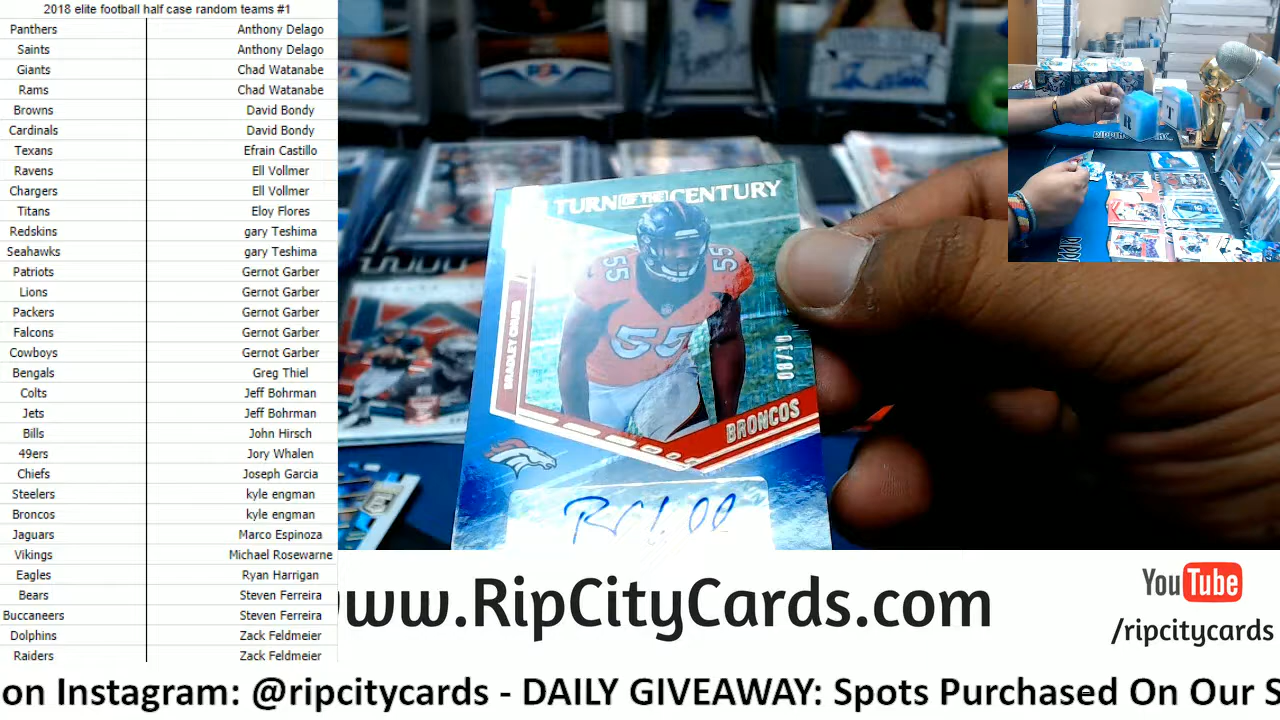 2018 elite football half case random teams #1
Panthers Anthony Delago
Saints Anthony Delago
Giants Chad Watanabe
Rams Chad Watanabe
Browns David Bondy
Cardinals David Bondy
Texans Efrain Castillo
Ravens Ell Vollmer
Chargers Ell Vollmer
Titans Eloy Flores
Redskins gary Teshima
Seahawks gary Teshima
Patriots Gernot Garber
Lions Gernot Garber
Packers Gernot Garber
Falcons Gernot Garber
Cowboys Gernot Garber
Bengals Greg Thiel
Colts Jeff Bohrman
Jets Jeff Bohrman
Bills John Hirsch
49ers Jory Whalen
Chiefs Joseph Garcia
Steelers kyle engman
Broncos kyle engman
Jaguars Marco Espinoza
Vikings Michael Rosewarne
Eagles Ryan Harrigan
Bears Steven Ferreira
Buccaneers Steven Ferreira
Dolphins Zack Feldmeier
Raiders Zack Feldmeier
TURN OF THE CENTURY
55
55
55
BRADLEY CHUBB
08/10
BRONCOS
R
T
www.RipCityCards.com
YouTube
/ripcitycards
on Instagram: @ripcitycards - DAILY GIVEAWAY: Spots Purchased On Our S